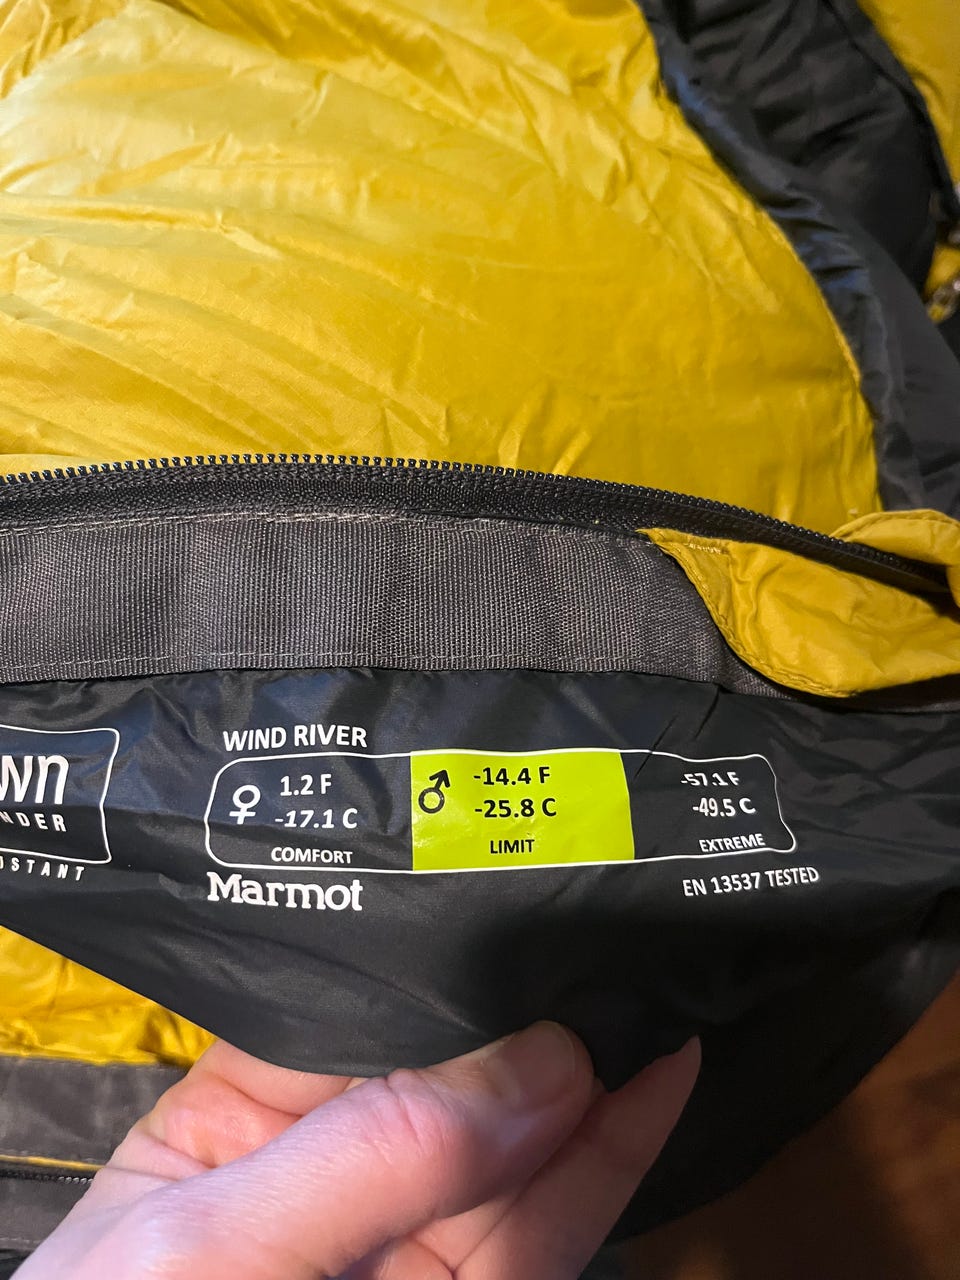 WIND RIVER
♀ 1.2 F
-17.1 C
COMFORT
♂ -14.4 F
-25.8 C
LIMIT
-57.1 F
-49.5 C
EXTREME
Marmot
EN 13537 TESTED